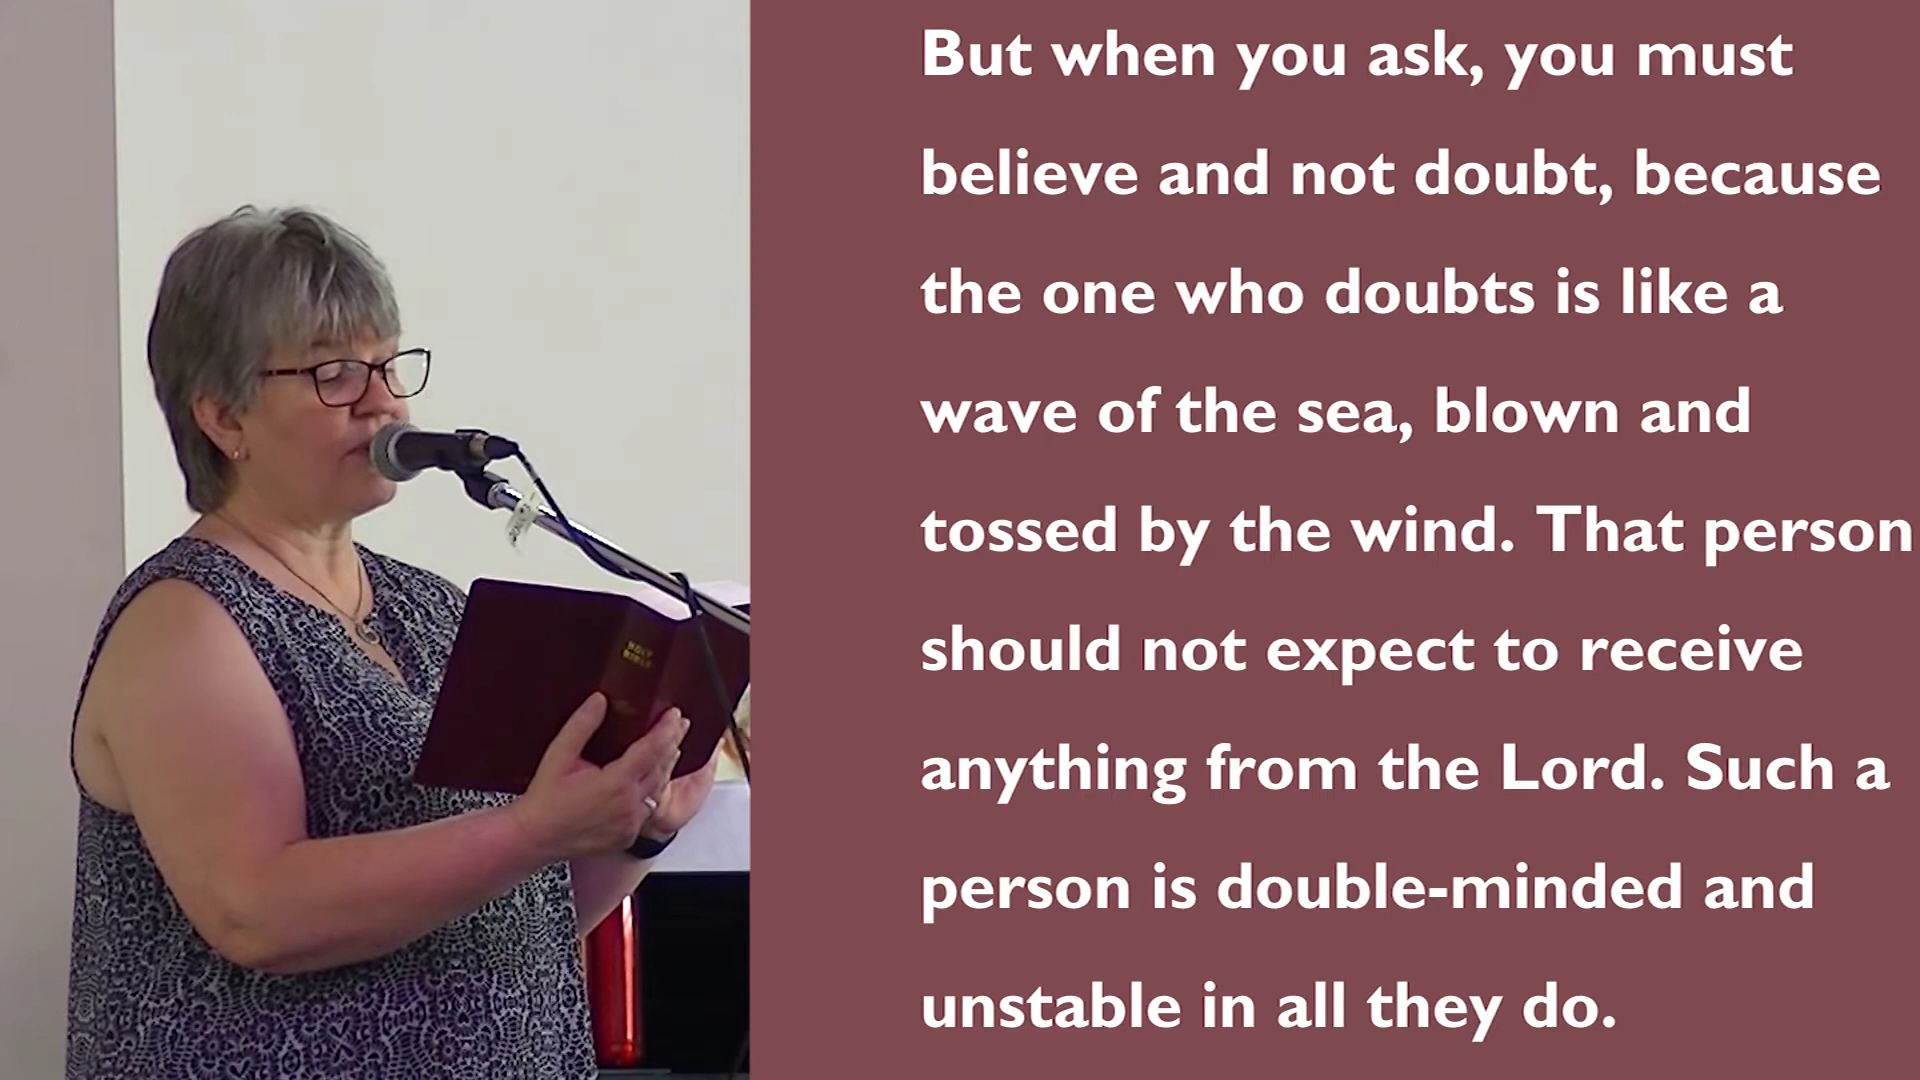 But when you ask, you must
believe and not doubt, because
the one who doubts is like a
wave of the sea, blown and
tossed by the wind. That person
should not expect to receive
anything from the Lord. Such a
person is double-minded and
unstable in all they do.
HOLY
BIBLE